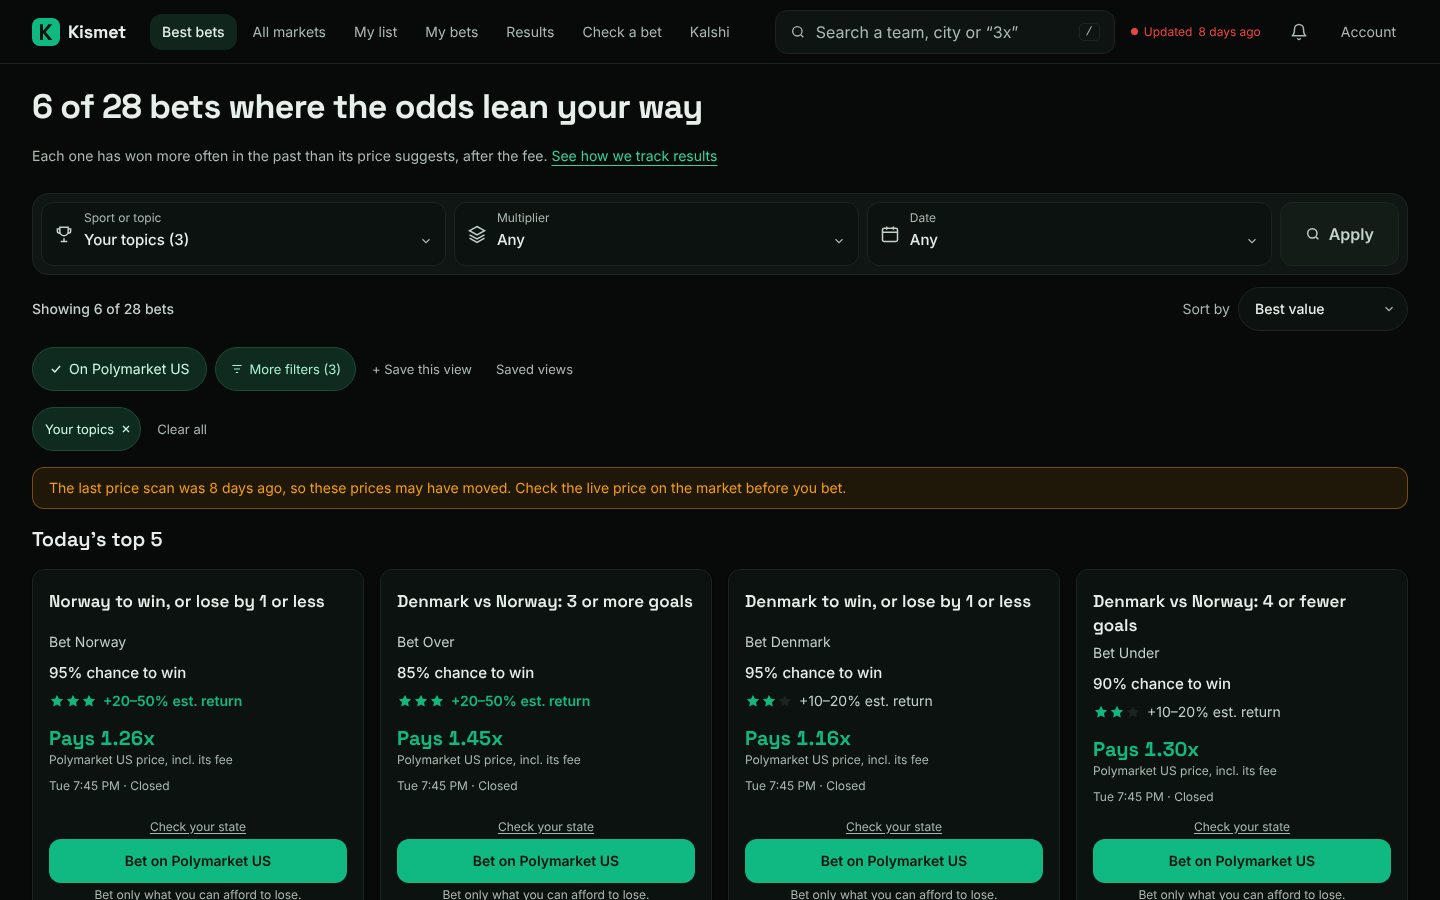 Kismet
Best bets
All markets
My list
My bets
Results
Check a bet
Kalshi
Search a team, city or “3x”
/
Updated 8 days ago
Account
6 of 28 bets where the odds lean your way
Each one has won more often in the past than its price suggests, after the fee. See how we track results
Sport or topic
Your topics (3)
Multiplier
Any
Date
Any
Apply
Showing 6 of 28 bets
Sort by
Best value
On Polymarket US
More filters (3)
+ Save this view
Saved views
Your topics ×
Clear all
The last price scan was 8 days ago, so these prices may have moved. Check the live price on the market before you bet.
Today’s top 5
Norway to win, or lose by 1 or less
Bet Norway
95% chance to win
+20–50% est. return
Pays 1.26x
Polymarket US price, incl. its fee
Tue 7:45 PM · Closed
Check your state
Bet on Polymarket US
Bet only what you can afford to lose.
Denmark vs Norway: 3 or more goals
Bet Over
85% chance to win
+20–50% est. return
Pays 1.45x
Polymarket US price, incl. its fee
Tue 7:45 PM · Closed
Check your state
Bet on Polymarket US
Bet only what you can afford to lose.
Denmark to win, or lose by 1 or less
Bet Denmark
95% chance to win
+10–20% est. return
Pays 1.16x
Polymarket US price, incl. its fee
Tue 7:45 PM · Closed
Check your state
Bet on Polymarket US
Bet only what you can afford to lose.
Denmark vs Norway: 4 or fewer
goals
Bet Under
90% chance to win
+10–20% est. return
Pays 1.30x
Polymarket US price, incl. its fee
Tue 7:45 PM · Closed
Check your state
Bet on Polymarket US
Bet only what you can afford to lose.